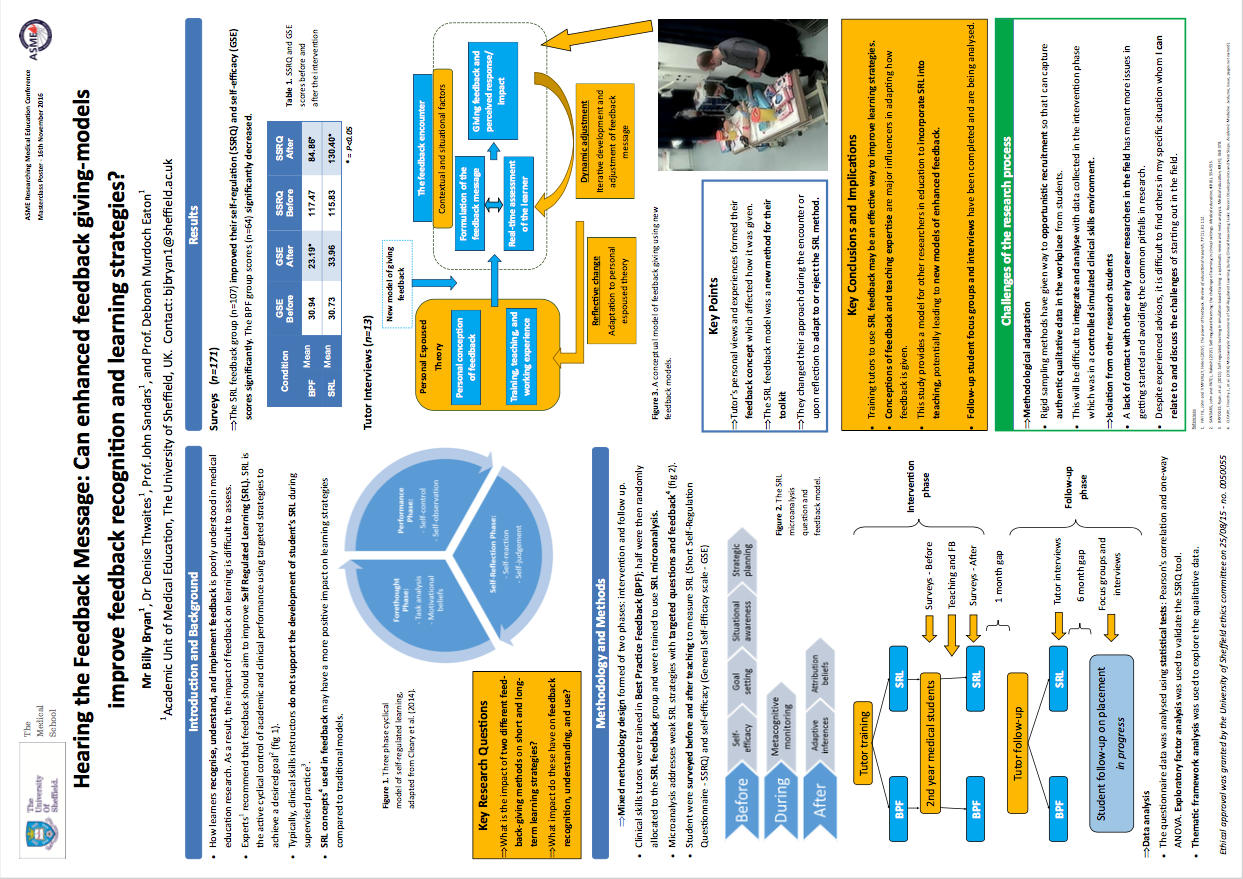 The
University
Of
Sheffield.
The
Medical
School
ASME Researching Medical Education Conference
Masterclass Poster - 16th November 2016
ASME
Hearing the Feedback Message: Can enhanced feedback giving-models
improve feedback recognition and learning strategies?
Mr Billy Bryan¹, Dr Denise Thwaites¹, Prof. John Sandars¹, and Prof. Deborah Murdoch Eaton¹
¹Academic Unit of Medical Education, The University of Sheffield, UK. Contact: bjhryan1@sheffield.ac.uk
Introduction and Background
• How learners recognise, understand, and implement feedback is poorly understood in medical
education research. As a result, the impact of feedback on learning is difficult to assess.
• Experts¹ recommend that feedback should aim to improve Self Regulated Learning (SRL). SRL is
the active cyclical control of academic and clinical performance using targeted strategies to
achieve a desired goal² (fig 1).
• Typically, clinical skills instructors do not support the development of student's SRL during
supervised practice³.
• SRL concepts⁴ used in feedback may have a more positive impact on learning strategies
compared to traditional models.
Figure 1. Three phase cyclical
model of self-regulated learning,
adapted from Cleary et al. (2014).
Forethought
Phase:
- Task analysis
- Motivational
beliefs
Performance
Phase:
- Self-control
- Self-observation
Self-Reflection Phase:
- Self-reaction
- Self-judgement
Key Research Questions
⇒What is the impact of two different feed-
back-giving methods on short and long-
term learning strategies?
⇒What impact do these have on feedback
recognition, understanding, and use?
Methodology and Methods
⇒Mixed methodology design formed of two phases: intervention and follow up.
• Clinical skills tutors were trained in Best Practice Feedback (BPF); half were then randomly
allocated to the SRL feedback group and were trained to use SRL microanalysis.
• Microanalysis addresses weak SRL strategies with targeted questions and feedback⁴ (fig 2).
• Student were surveyed before and after teaching to measure SRL (Short Self-Regulation
Questionnaire - SSRQ) and self-efficacy (General Self-Efficacy scale - GSE)
Before
Self-
efficacy
Goal
setting
Situational
awareness
Strategic
planning
During
Metacognitive
monitoring
After
Adaptive
inferences
Attribution
beliefs
Figure 2. The SRL
microanalysis
question and
feedback model.
Tutor training
BPF
SRL
2nd year medical students
BPF
SRL
Surveys - Before
Teaching and FB
Surveys - After
1 month gap
Intervention
phase
Tutor follow-up
BPF
SRL
Student follow-up on placement
in progress
Tutor interviews
6 month gap
Focus groups and
interviews
Follow-up
phase
⇒Data analysis
• The questionnaire data was analysed using statistical tests: Pearson's correlation and one-way
ANOVA. Exploratory factor analysis was used to validate the SSRQ tool.
• Thematic framework analysis was used to explore the qualitative data.
Ethical approval was granted by the University of Sheffield ethics committee on 25/08/15 - no. 0050055
Results
Surveys (n=171)
⇒The SRL feedback group (n=107) improved their self-regulation (SSRQ) and self-efficacy (GSE)
scores significantly. The BPF group scores (n=64) significantly decreased.
Condition GSE Before GSE After SSRQ Before SSRQ After
BPF Mean 30.94 23.19* 117.47 84.86*
SRL Mean 30.73 33.96 115.83 130.40*
* = P<0.05
Table 1. SSRQ and GSE
scores before and
after the intervention
Tutor Interviews (n=13)
New model of giving
feedback
Personal Espoused
Theory
Personal conception
of feedback
Training, teaching, and
working experience
The feedback encounter
Contextual and situational factors
Formulation of the
feedback message
Real-time assessment
of the learner
Giving feedback and
perceived response/
impact
Reflective change
Adaptation to personal
espoused theory
Dynamic adjustment
Iterative development and
adjustment of feedback
message
Figure 3. A conceptual model of feedback giving using new
feedback models.
Key Points
⇒Tutor's personal views and experiences formed their
feedback concept which affected how it was given.
⇒The SRL feedback model was a new method for their
toolkit
⇒They changed their approach during the encounter or
upon reflection to adapt to or reject the SRL method.
Key Conclusions and Implications
• Training tutors to use SRL feedback may be an effective way to improve learning strategies.
• Conceptions of feedback and teaching expertise are major influencers in adapting how
feedback is given.
• This study provides a model for other researchers in education to incorporate SRL into
teaching, potentially leading to new models of enhanced feedback.
• Follow-up student focus groups and interviews have been completed and are being analysed.
Challenges of the research process
⇒Methodological adaptation
• Rigid sampling methods have given way to opportunistic recruitment so that I can capture
authentic qualitative data in the workplace from students.
• This will be difficult to integrate and analyse with data collected in the intervention phase
which was in a controlled simulated clinical skills environment.
⇒Isolation from other research students
• A lack of contact with other early career researchers in the field has meant more issues in
getting started and avoiding the common pitfalls in research.
• Despite experienced advisors, it is difficult to find others in my specific situation whom I can
relate to and discuss the challenges of starting out in the field.
References